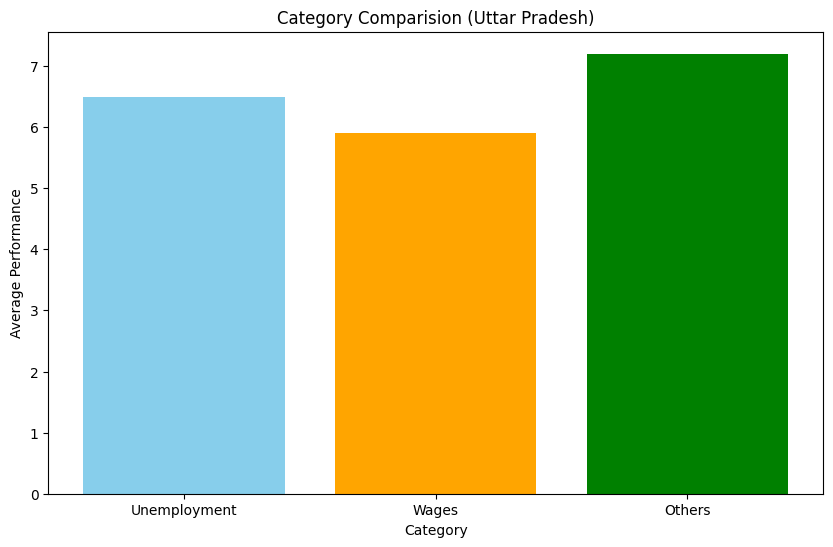 Category Comparision (Uttar Pradesh)
Average Performance
7
6
5
4
3
2
1
0
Unemployment Wages Others
Category